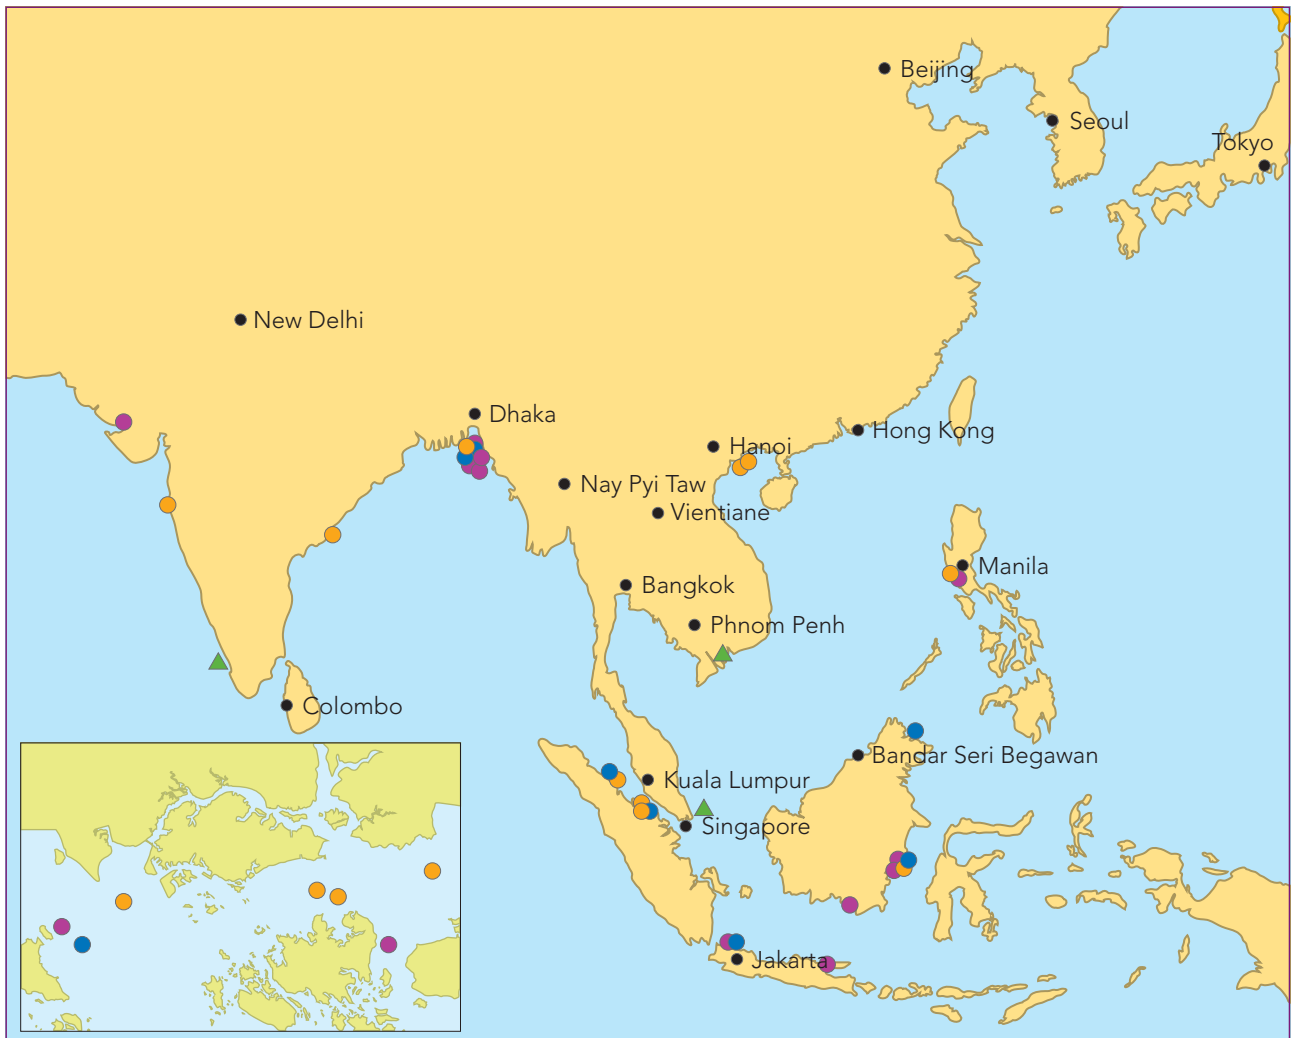 Beijing
Seoul
Tokyo
New Delhi
Dhaka
Hong Kong
Hanoi
Nay Pyi Taw
Vientiane
Manila
Bangkok
Phnom Penh
Colombo
Bandar Seri Begawan
Kuala Lumpur
Singapore
Jakarta